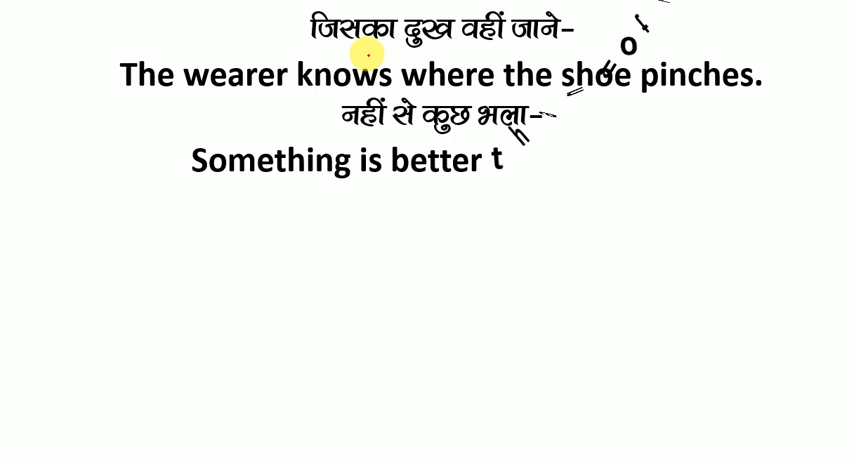 जिसका दुख वहीं जाने-
The wearer knows where the shoe pinches.
नहीं से कुछ भला-
Something is better t